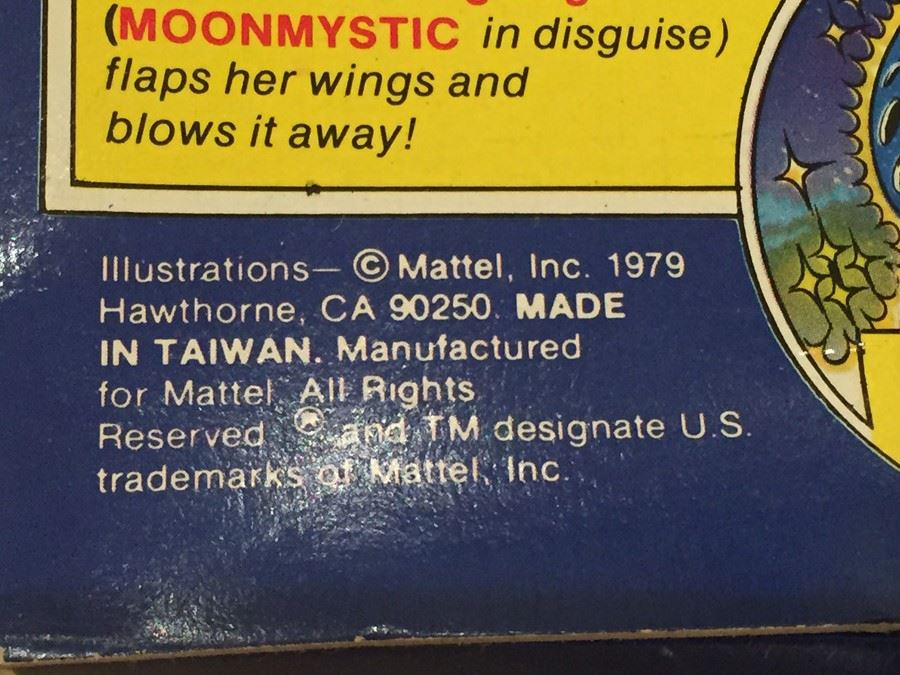 (MOONMYSTIC in disguise)
flaps her wings and
blows it away!
Illustrations— © Mattel, Inc. 1979
Hawthorne, CA 90250. MADE
IN TAIWAN. Manufactured
for Mattel. All Rights
Reserved. ® and TM designate U.S.
trademarks of Mattel, Inc.